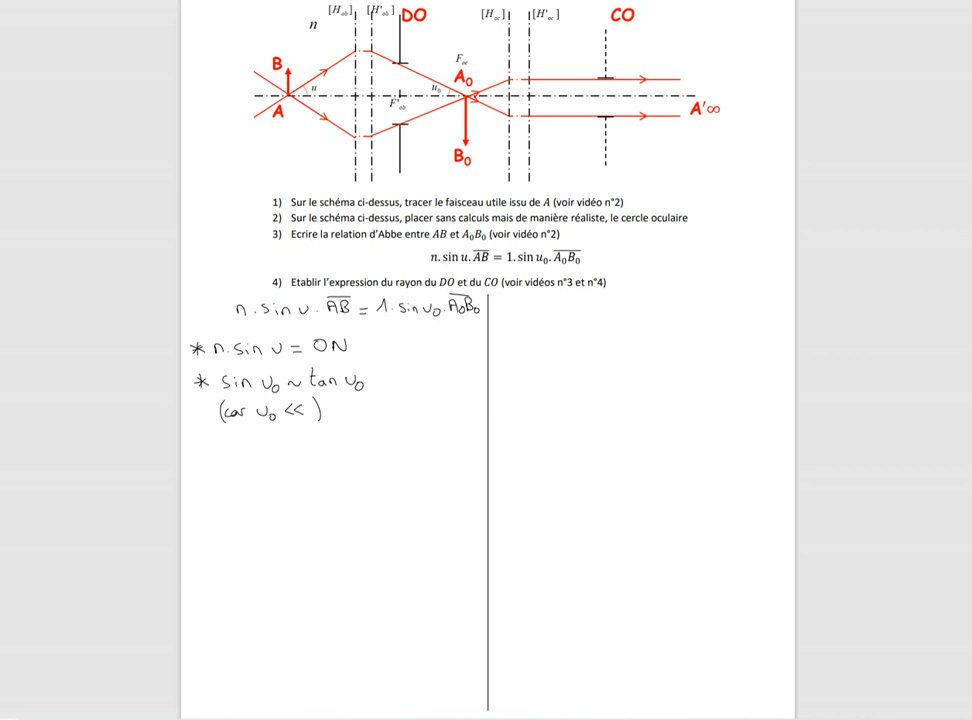 [H_ob] [H'_ob] DO [H_oc] [H'_oc] CO
n
B F_oc
A_0
u u_0
A F'_ob A'∞
B_0
1) Sur le schéma ci-dessus, tracer le faisceau utile issu de A (voir vidéo n°2)
2) Sur le schéma ci-dessus, placer sans calculs mais de manière réaliste, le cercle oculaire
3) Ecrire la relation d'Abbe entre AB et A_0B_0 (voir vidéo n°2)
n. sin u. \overline{AB} = 1. sin u_0. \overline{A_0B_0}
4) Etablir l'expression du rayon du DO et du CO (voir vidéos n°3 et n°4)
n. sin u. \overline{AB} = 1. sin u_0. \overline{A_0B_0}
* n. sin u = ON
* sin u_0 ~ tan u_0
(car u_0 <<)